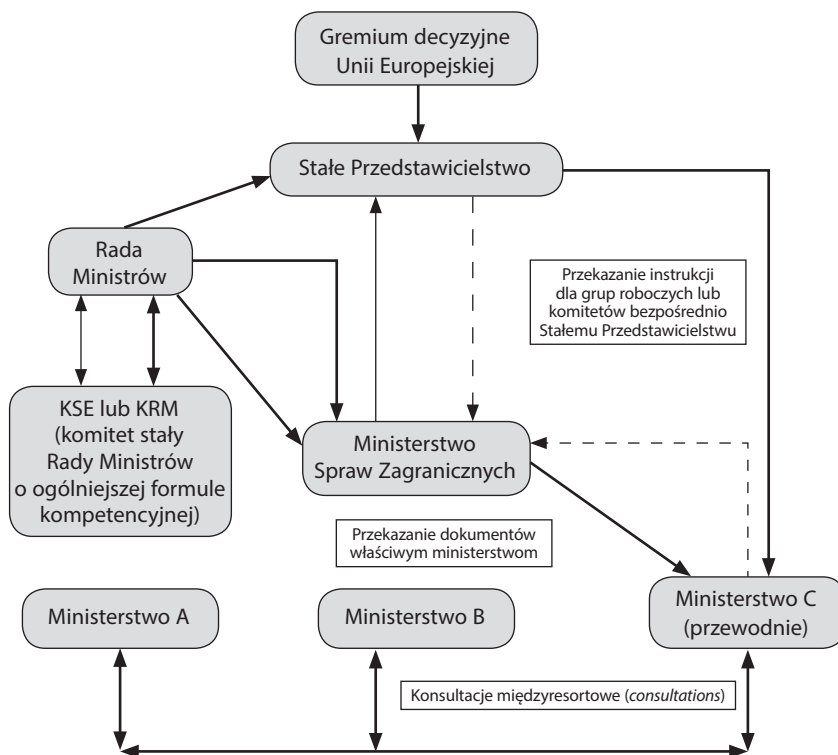 Gremium decyzyjne
Unii Europejskiej
Stałe Przedstawicielstwo
Rada
Ministrów
Przekazanie instrukcji
dla grup roboczych lub
komitetów bezpośrednio
Stałemu Przedstawicielstwu
KSE lub KRM
(komitet stały
Rady Ministrów
o ogólniejszej formule
kompetencyjnej)
Ministerstwo
Spraw Zagranicznych
Przekazanie dokumentów
właściwym ministerstwom
Ministerstwo A
Ministerstwo B
Ministerstwo C
(przewodnie)
Konsultacje międzyresortowe (consultations)